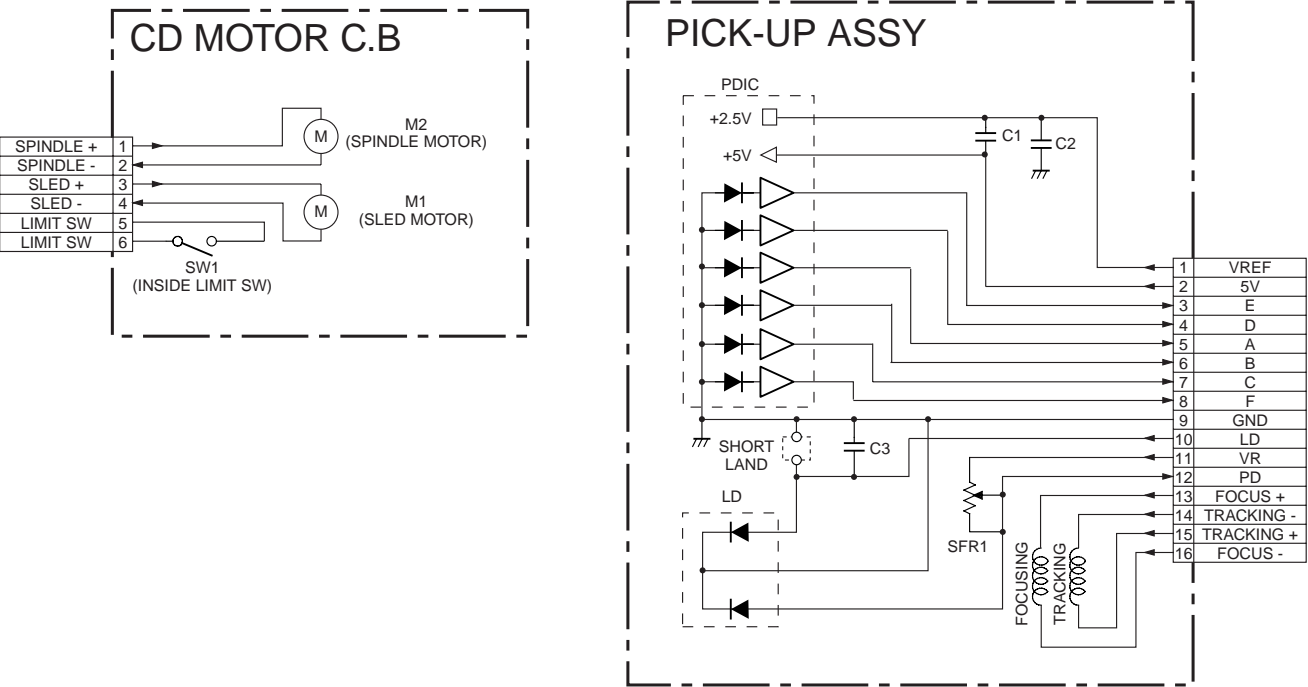 CD MOTOR C.B
SPINDLE + 1
SPINDLE - 2
SLED + 3
SLED - 4
LIMIT SW 5
LIMIT SW 6
M
M2
(SPINDLE MOTOR)
M
M1
(SLED MOTOR)
SW1
(INSIDE LIMIT SW)
PICK-UP ASSY
PDIC
+2.5V
+5V
C1
C2
1 VREF
2 5V
3 E
4 D
5 A
6 B
7 C
8 F
9 GND
10 LD
11 VR
12 PD
13 FOCUS +
14 TRACKING -
15 TRACKING +
16 FOCUS -
SHORT
LAND
C3
LD
SFR1
FOCUSING
TRACKING